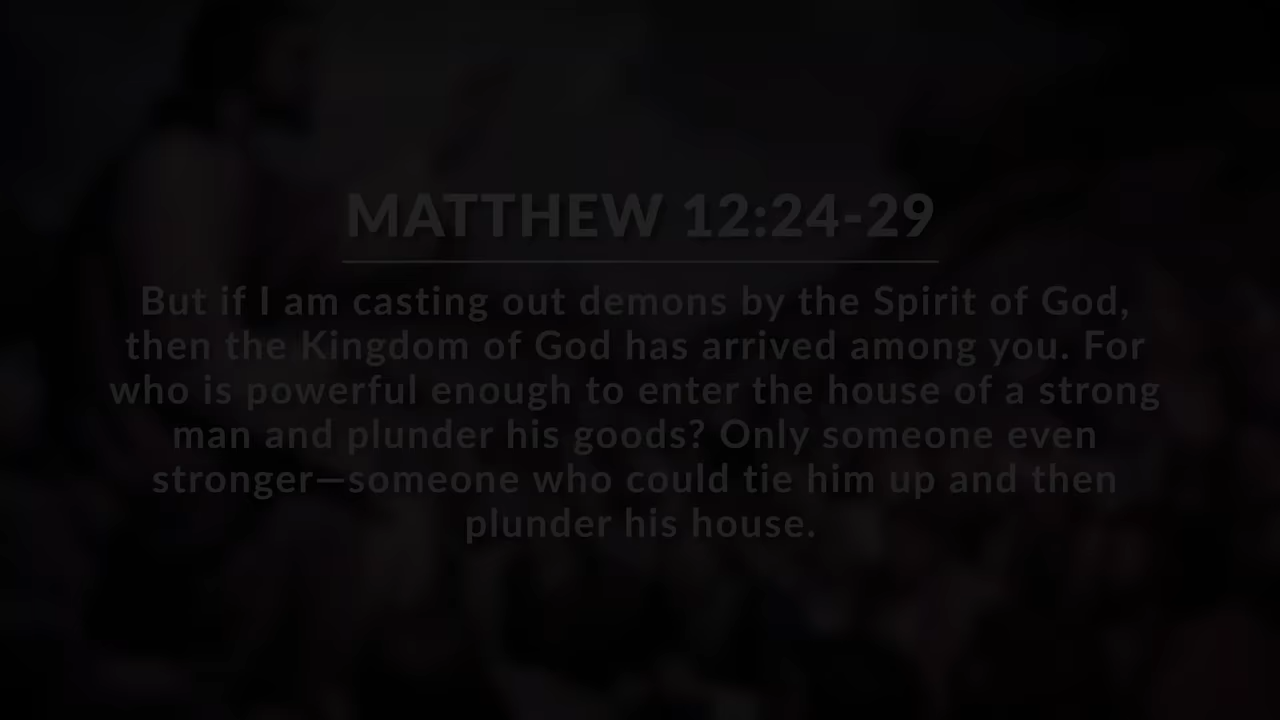 MATTHEW 12:24-29
But if I am casting out demons by the Spirit of God,
then the Kingdom of God has arrived among you. For
who is powerful enough to enter the house of a strong
man and plunder his goods? Only someone even
stronger—someone who could tie him up and then
plunder his house.